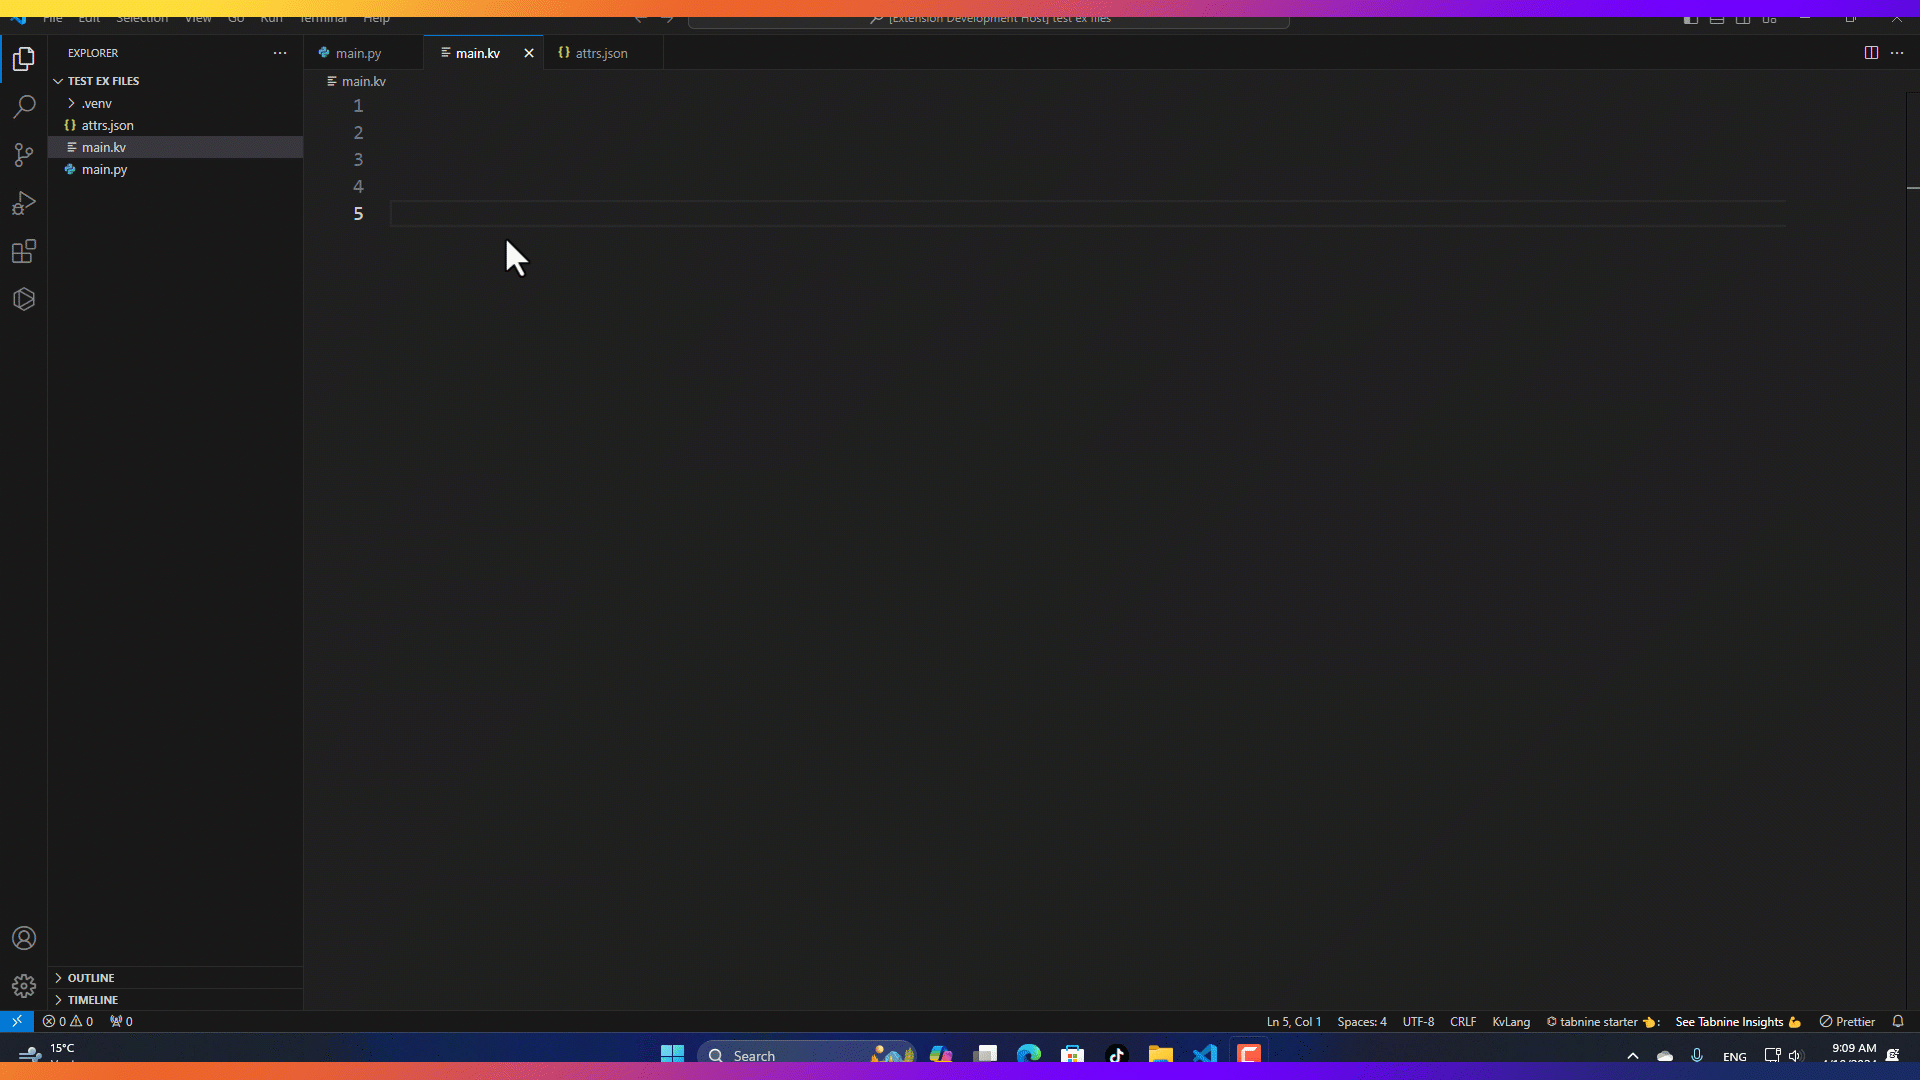 File Edit Selection View Go Run Terminal Help
[Extension Development Host] test ex files
EXPLORER
TEST EX FILES
.venv
attrs.json
main.kv
main.py
OUTLINE
TIMELINE
main.py
main.kv
attrs.json
main.kv
1
2
3
4
5
0 0 0
Ln 5, Col 1 Spaces: 4 UTF-8 CRLF KvLang tabnine starter 👈: See Tabnine Insights 💪 Prettier
15°C
Search
ENG
9:09 AM